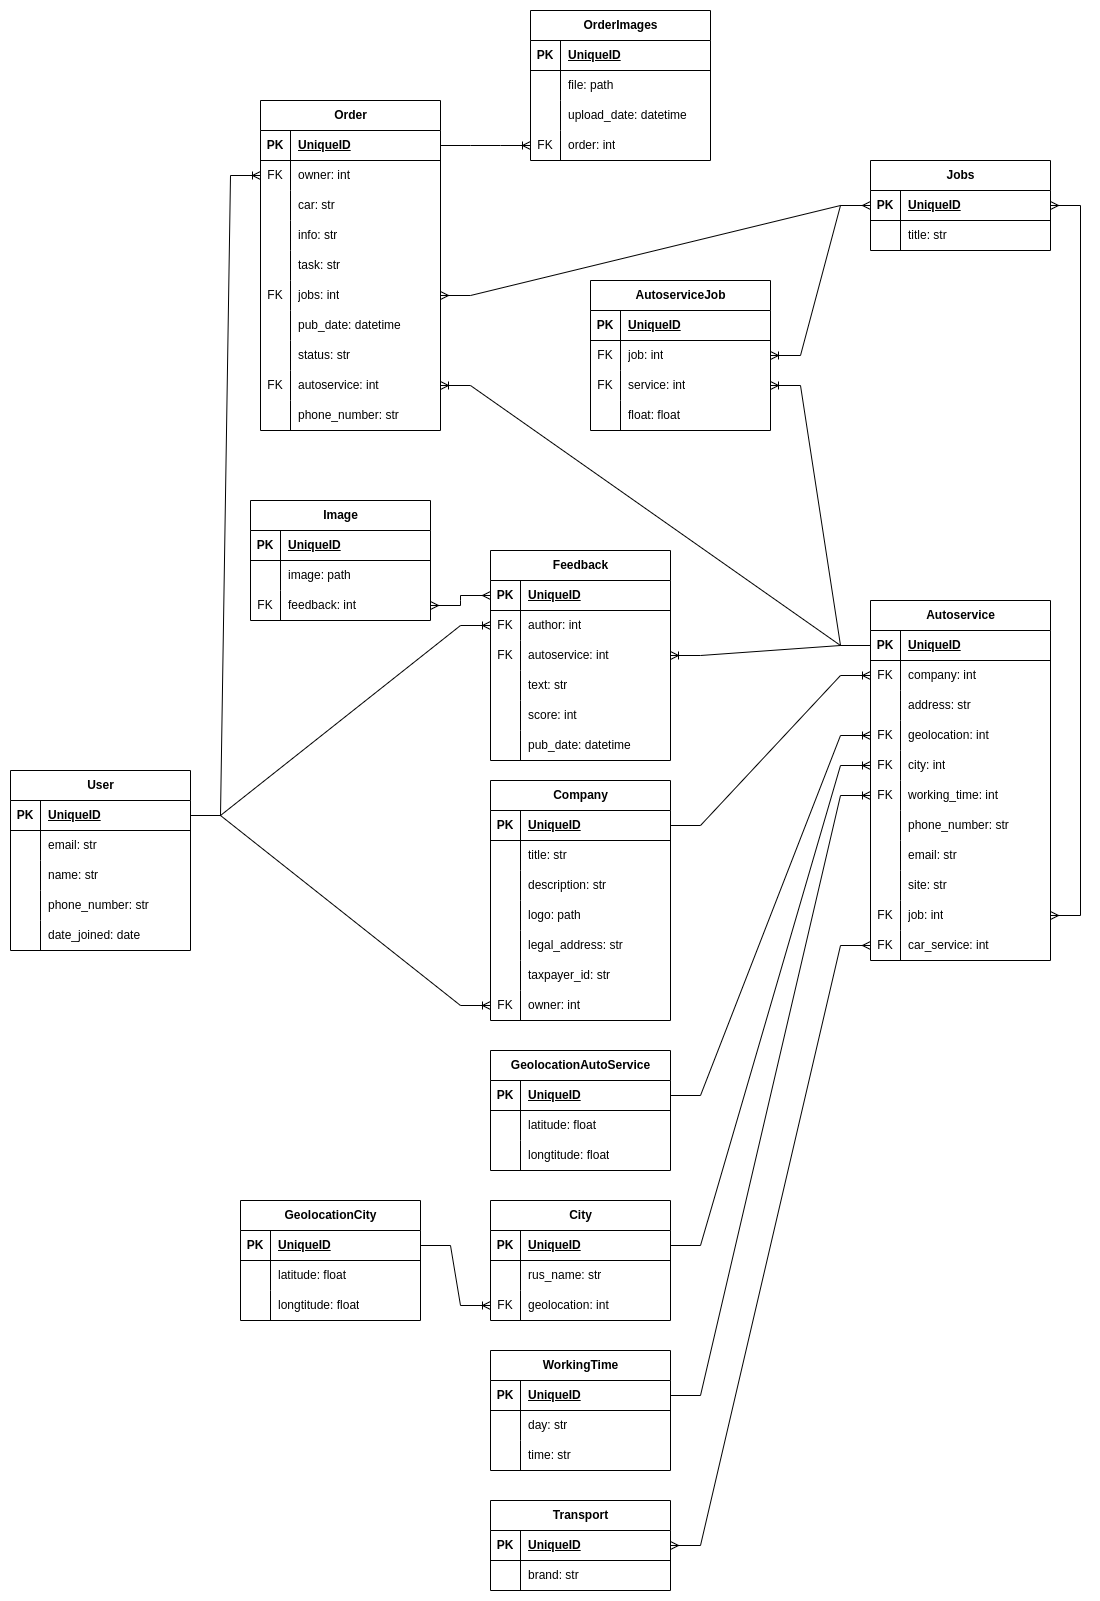 OrderImages
PK UniqueID
file: path
upload_date: datetime
FK order: int
Order
PK UniqueID
FK owner: int
car: str
info: str
task: str
FK jobs: int
pub_date: datetime
status: str
FK autoservice: int
phone_number: str
Jobs
PK UniqueID
title: str
AutoserviceJob
PK UniqueID
FK job: int
FK service: int
float: float
Image
PK UniqueID
image: path
FK feedback: int
Feedback
PK UniqueID
FK author: int
FK autoservice: int
text: str
score: int
pub_date: datetime
Autoservice
PK UniqueID
FK company: int
address: str
FK geolocation: int
FK city: int
FK working_time: int
phone_number: str
email: str
site: str
FK job: int
FK car_service: int
User
PK UniqueID
email: str
name: str
phone_number: str
date_joined: date
Company
PK UniqueID
title: str
description: str
logo: path
legal_address: str
taxpayer_id: str
FK owner: int
GeolocationAutoService
PK UniqueID
latitude: float
longtitude: float
GeolocationCity
PK UniqueID
latitude: float
longtitude: float
City
PK UniqueID
rus_name: str
FK geolocation: int
WorkingTime
PK UniqueID
day: str
time: str
Transport
PK UniqueID
brand: str